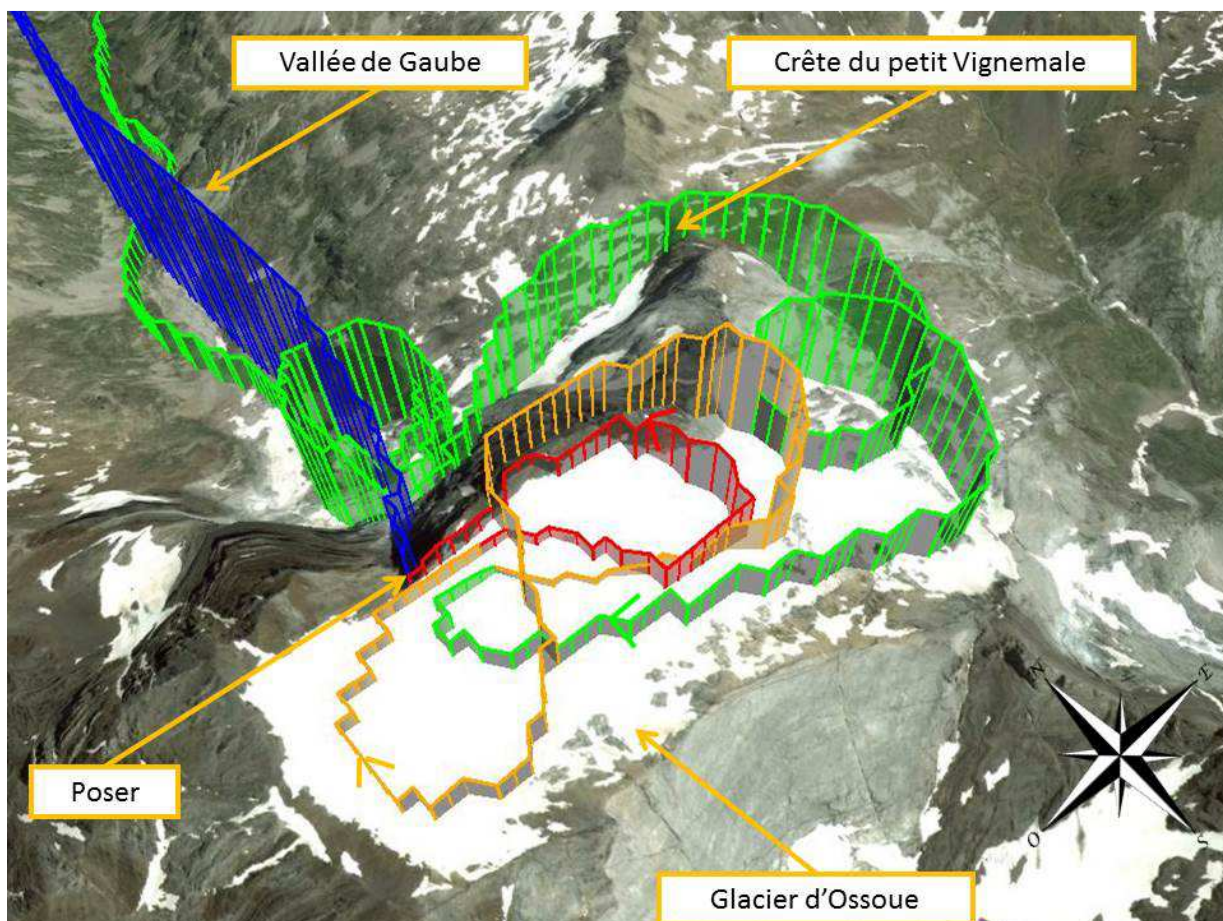 Vallée de Gaube
Crête du petit Vignemale
Poser
N
E
O
S
Glacier d'Ossoue